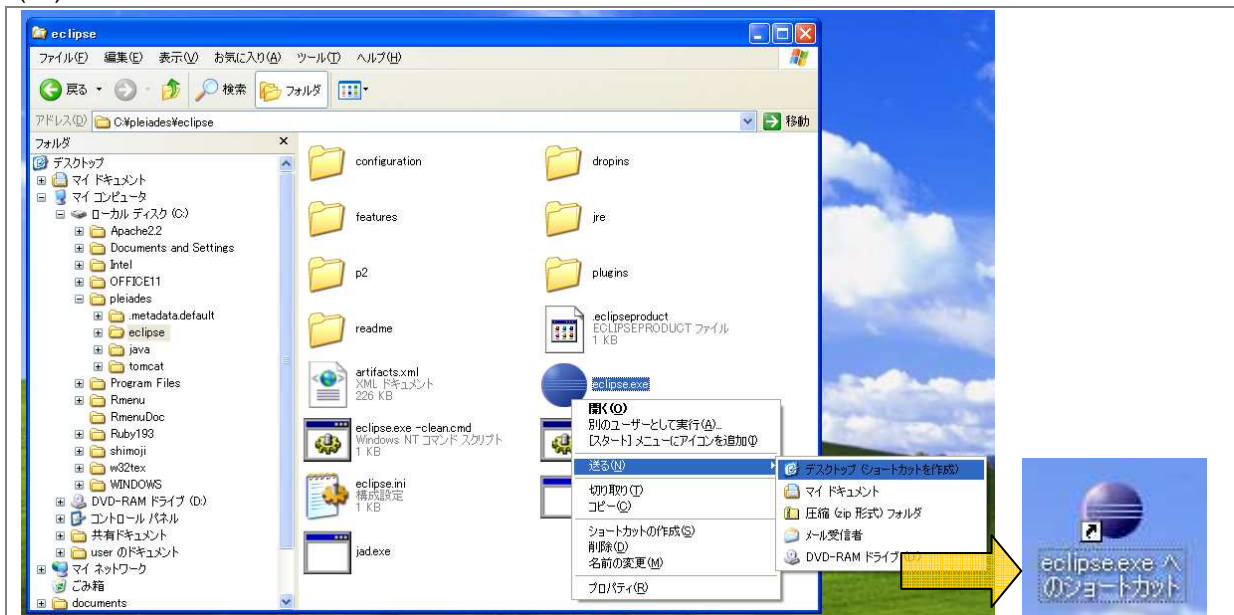 eclipse
ファイル(F) 編集(E) 表示(V) お気に入り(A) ツール(T) ヘルプ(H)
戻る 検索 フォルダ
アドレス(D) C:¥pleiades¥eclipse 移動
フォルダ ×
デスクトップ
マイ ドキュメント
マイ コンピュータ
ローカル ディスク (C:)
Apache2.2
Documents and Settings
Intel
OFFICE11
pleiades
.metadata.default
eclipse
java
tomcat
Program Files
Rmenu
RmenuDoc
Ruby193
shimoji
w32tex
WINDOWS
DVD-RAM ドライブ (D:)
コントロール パネル
共有ドキュメント
user のドキュメント
マイ ネットワーク
ごみ箱
documents
configuration
dropins
features
jre
p2
plugins
readme
.eclipseproduct
ECLIPSEPRODUCT ファイル
1 KB
artifacts.xml
XML ドキュメント
226 KB
eclipse.exe
eclipse.exe -clean.cmd
Windows NT コマンド スクリプト
1 KB
eclipse.ini
構成設定
1 KB
jad.exe
開く(O)
別のユーザーとして実行(A)...
[スタート] メニューにアイコンを追加(I)
送る(N)
切り取り(T)
コピー(C)
ショートカットの作成(S)
削除(D)
名前の変更(M)
プロパティ(R)
デスクトップ (ショートカットを作成)
マイ ドキュメント
圧縮 (zip 形式) フォルダ
メール受信者
DVD-RAM ドライブ
eclipse.exe へ
のショートカット